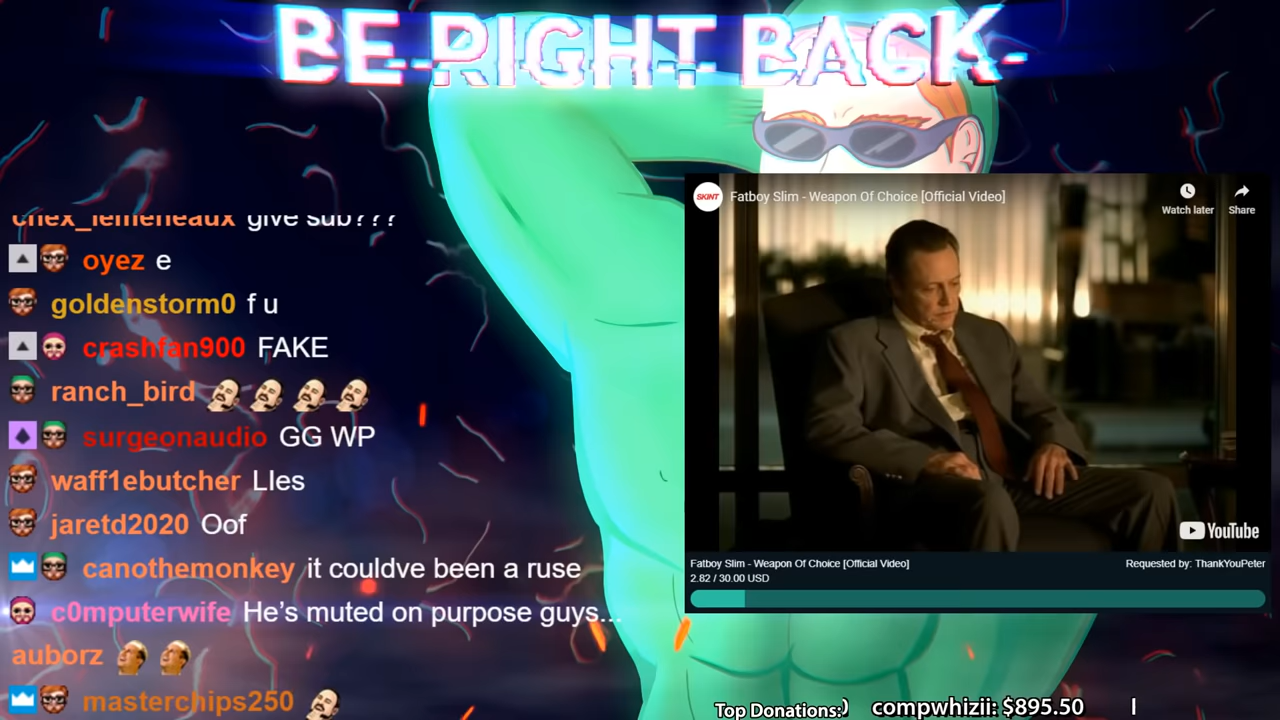 BE RIGHT BACK
chex_lemeneaux give sub???
oyez e
goldenstorm0 f u
crashfan900 FAKE
ranch_bird
surgeonaudio GG WP
waff1ebutcher Lles
jaretd2020 Oof
canothemonkey it couldve been a ruse
c0mputerwife He's muted on purpose guys...
auborz
masterchips250
SKINT
Fatboy Slim - Weapon Of Choice [Official Video]
Watch later
Share
YouTube
Fatboy Slim - Weapon Of Choice [Official Video]
Requested by: ThankYouPeter
2.82 / 30.00 USD
Top Donations:) compwhizii: $895.50